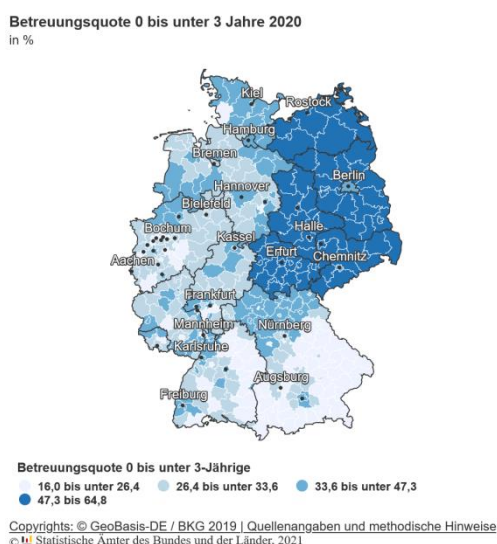 Betreuungsquote 0 bis unter 3 Jahre 2020
in %
Kiel
Rostock
Hamburg
Bremen
Berlin
Hannover
Bielefeld
Bochum
Halle
Kassel
Aachen
Erfurt
Chemnitz
Frankfurt
Mannheim
Nürnberg
Karlsruhe
Augsburg
Freiburg
Betreuungsquote 0 bis unter 3-Jährige
16,0 bis unter 26,4 26,4 bis unter 33,6 33,6 bis unter 47,3
47,3 bis 64,8
Copyrights: © GeoBasis-DE / BKG 2019 | Quellenangaben und methodische Hinweise
© Statistische Ämter des Bundes und der Länder, 2021